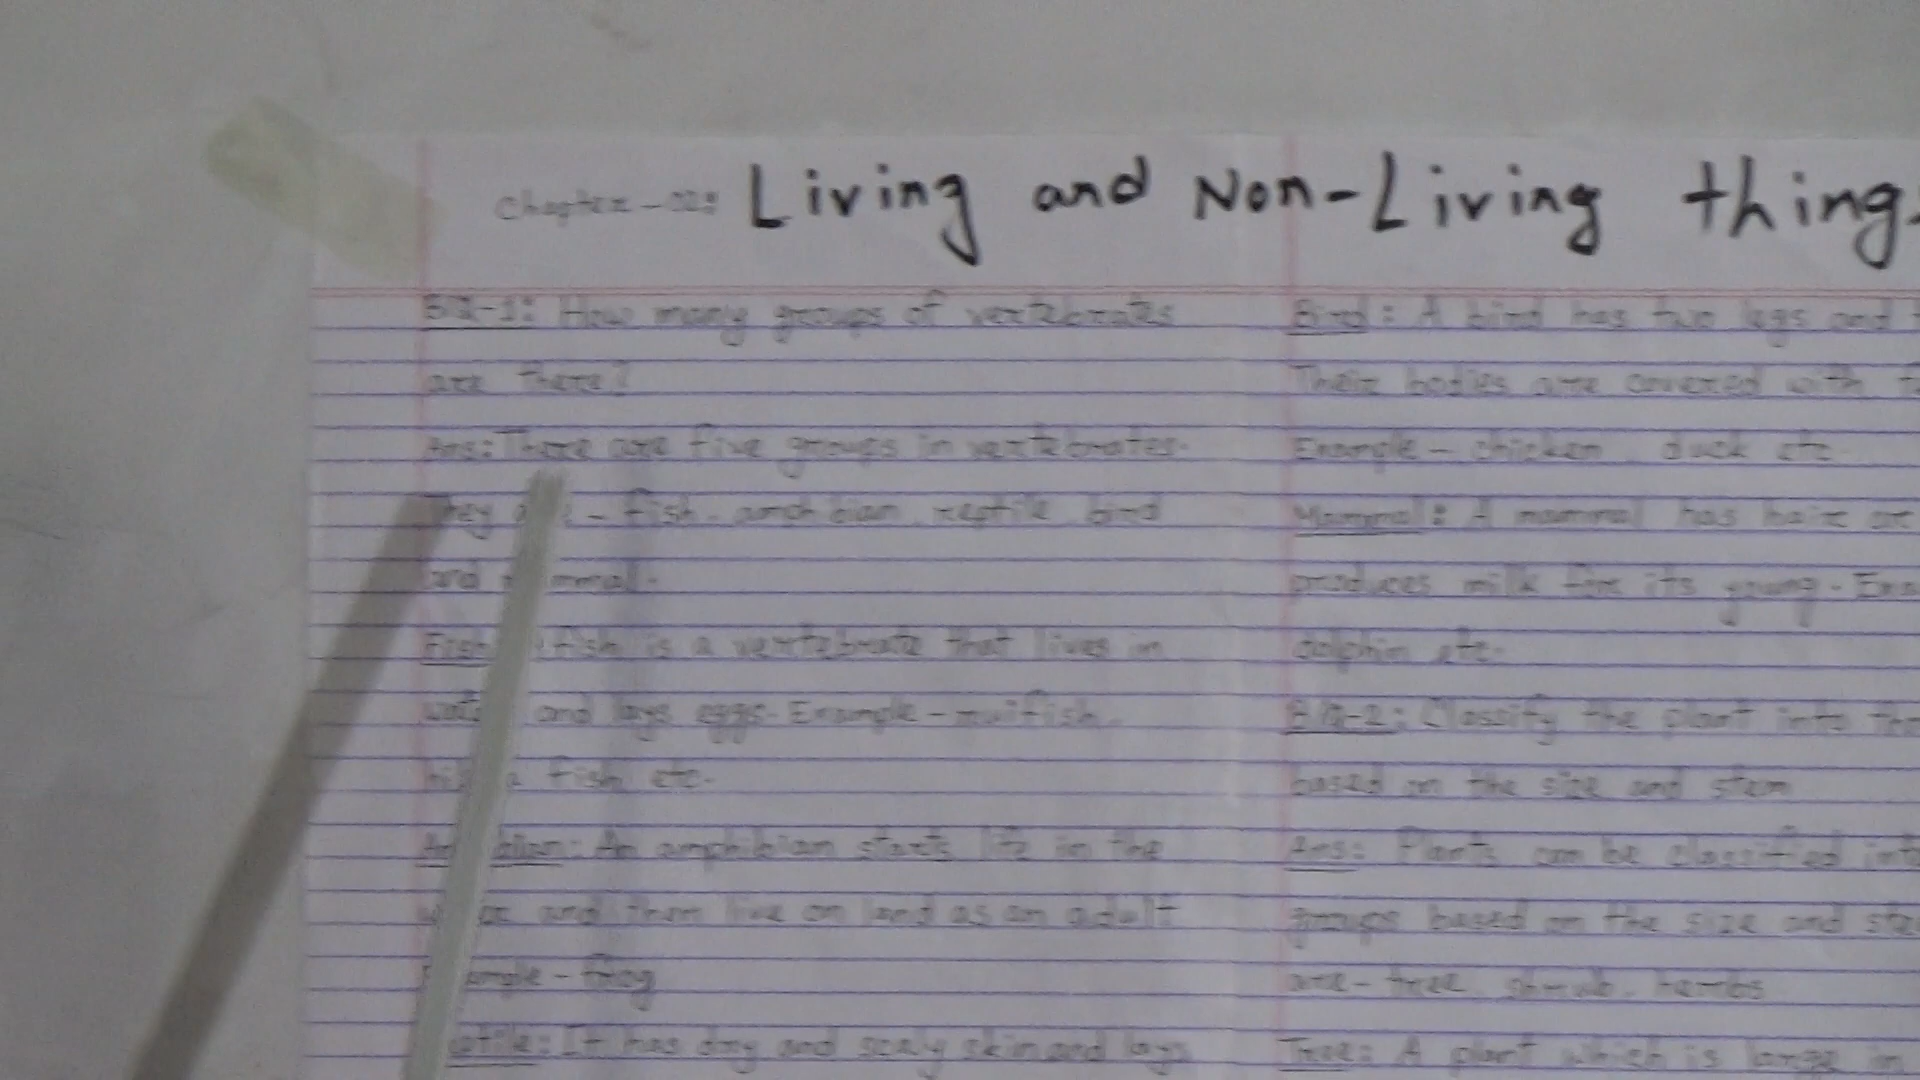 Chapter-02: Living and Non-Living thing
B.Q-1: How many groups of vertebrates
are there?
Ans: There are five groups in vertebrates.
They - fish, amphibian, reptile, bird
and
Fish fish is a vertebrate that lives in
and lays eggs. Example - ruifish,
fish etc.
An amphibian starts life in the
and then live on land as an adult
- frog
It has dry and scaly skin and lays
Bird: A bird has two legs and
Their bodies are covered with
Example - chicken, duck etc.
Mammal: A mammal has hair or
produces milk for its young.
dolphin etc.
B.Q-2: Classify the plant into
based on the size and stem
Ans: Plants can be classified
groups based on the size and
are - tree, shrub, herbs
Tree: A plant which is large in